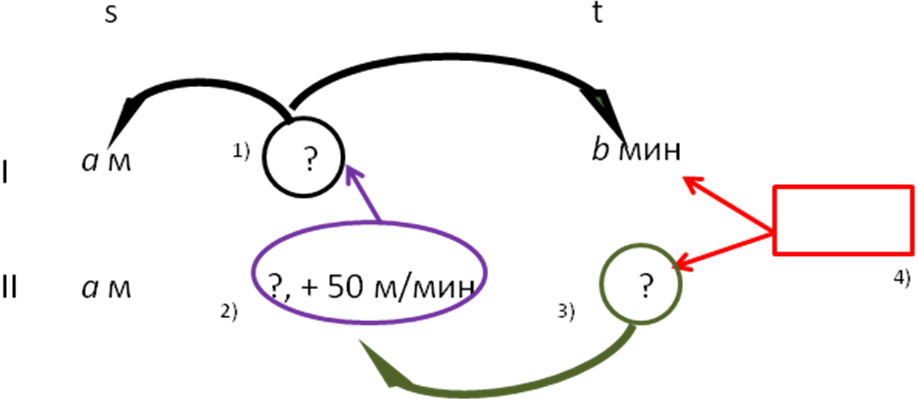 s t
1) ? b мин
I а м
II а м ?, + 50 м/мин ?
2) 3) 4)